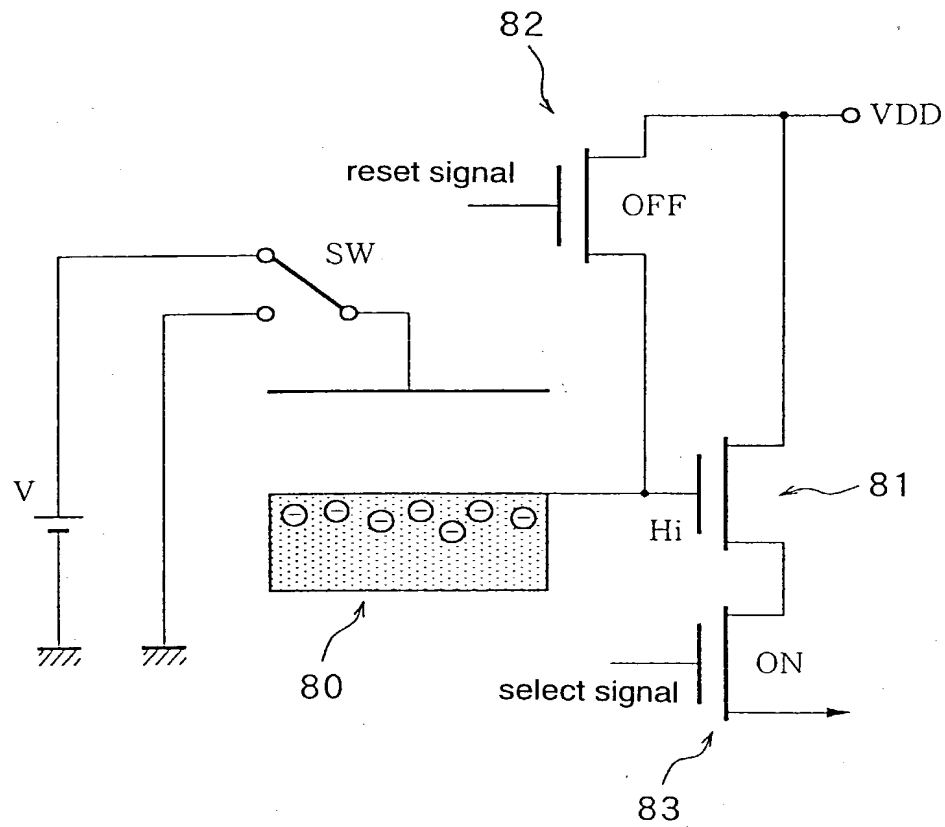 82
VDD
reset signal
OFF
SW
V
81
Hi
80
select signal
ON
83